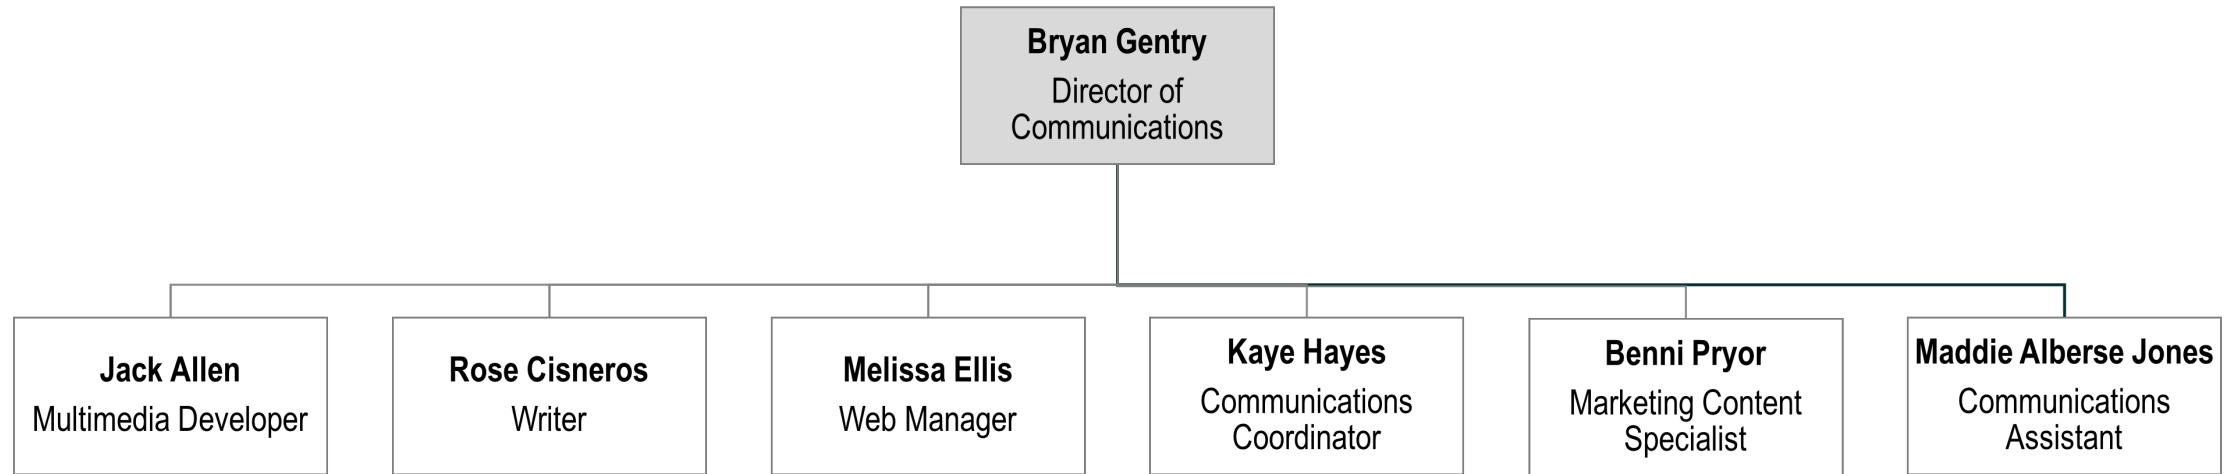 Bryan Gentry
Director of
Communications
Jack Allen
Multimedia Developer
Rose Cisneros
Writer
Melissa Ellis
Web Manager
Kaye Hayes
Communications
Coordinator
Benni Pryor
Marketing Content
Specialist
Maddie Alberse Jones
Communications
Assistant